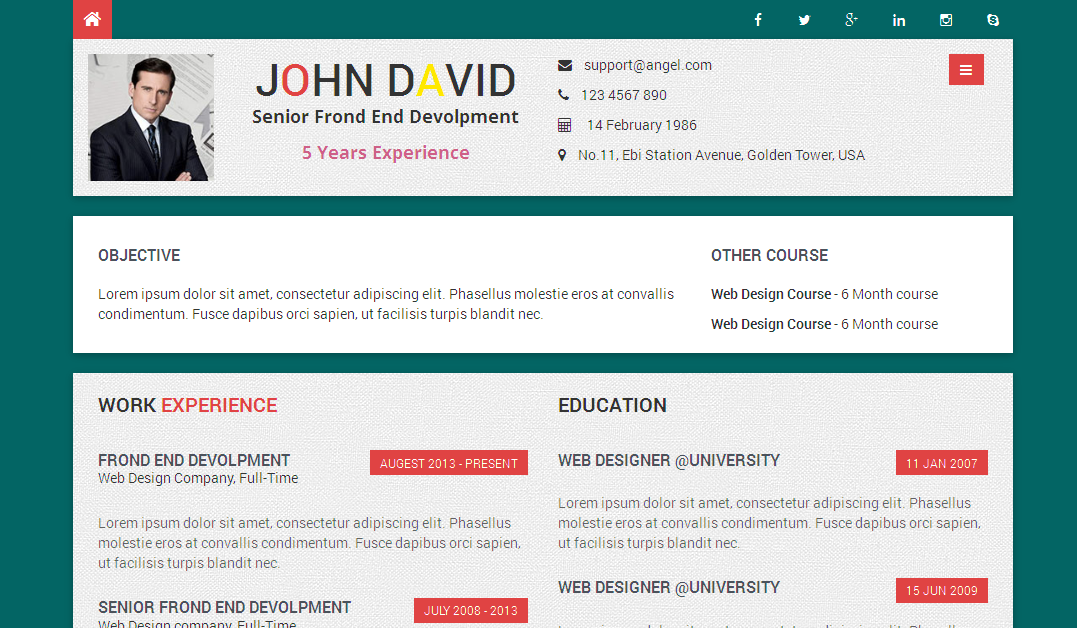 JOHN DAVID
Senior Frond End Devolpment
5 Years Experience
support@angel.com
123 4567 890
14 February 1986
No.11, Ebi Station Avenue, Golden Tower, USA
OBJECTIVE
Lorem ipsum dolor sit amet, consectetur adipiscing elit. Phasellus molestie eros at convallis
condimentum. Fusce dapibus orci sapien, ut facilisis turpis blandit nec.
OTHER COURSE
Web Design Course - 6 Month course
Web Design Course - 6 Month course
WORK EXPERIENCE
FROND END DEVOLPMENT
AUGEST 2013 - PRESENT
Web Design Company, Full-Time
Lorem ipsum dolor sit amet, consectetur adipiscing elit. Phasellus
molestie eros at convallis condimentum. Fusce dapibus orci sapien,
ut facilisis turpis blandit nec.
SENIOR FROND END DEVOLPMENT
JULY 2008 - 2013
Web Design company, Full-Time
EDUCATION
WEB DESIGNER @UNIVERSITY
11 JAN 2007
Lorem ipsum dolor sit amet, consectetur adipiscing elit. Phasellus
molestie eros at convallis condimentum. Fusce dapibus orci sapien,
ut facilisis turpis blandit nec.
WEB DESIGNER @UNIVERSITY
15 JUN 2009